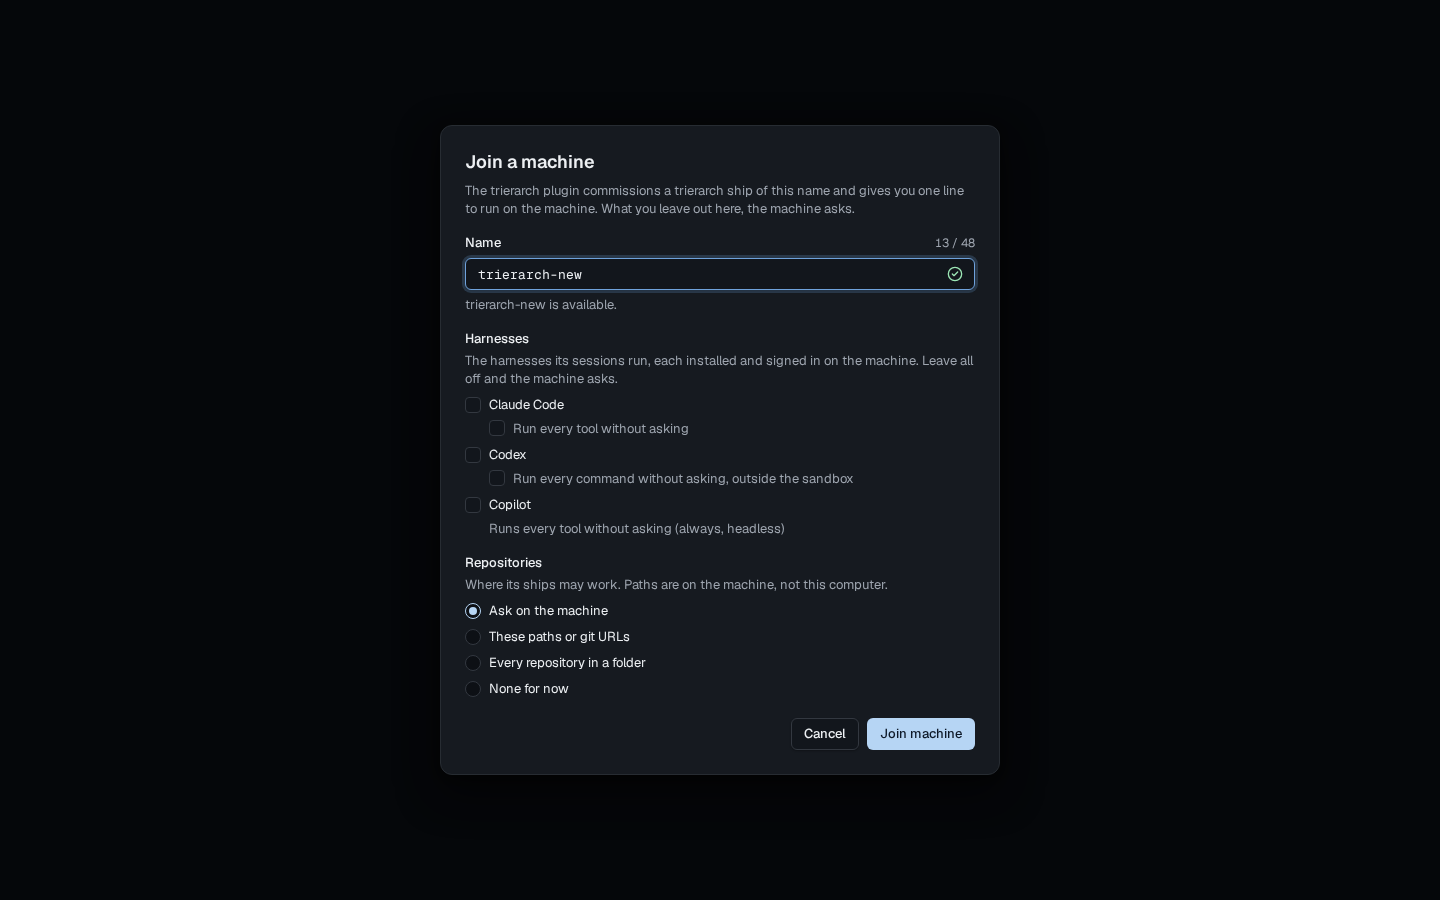 Join a machine
The trierarch plugin commissions a trierarch ship of this name and gives you one line
to run on the machine. What you leave out here, the machine asks.
Name
13 / 48
trierarch-new
trierarch-new is available.
Harnesses
The harnesses its sessions run, each installed and signed in on the machine. Leave all
off and the machine asks.
Claude Code
Run every tool without asking
Codex
Run every command without asking, outside the sandbox
Copilot
Runs every tool without asking (always, headless)
Repositories
Where its ships may work. Paths are on the machine, not this computer.
Ask on the machine
These paths or git URLs
Every repository in a folder
None for now
Cancel
Join machine